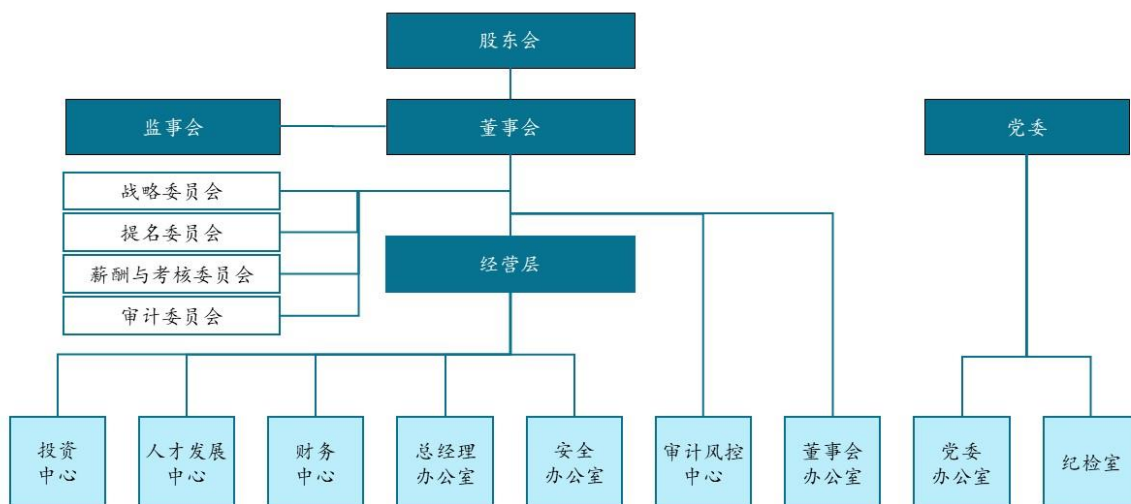 股东会
监事会
董事会
党委
战略委员会
提名委员会
薪酬与考核委员会
审计委员会
经营层
投资
中心
人才发展
中心
财务
中心
总经理
办公室
安全
办公室
审计风控
中心
董事会
办公室
党委
办公室
纪检室